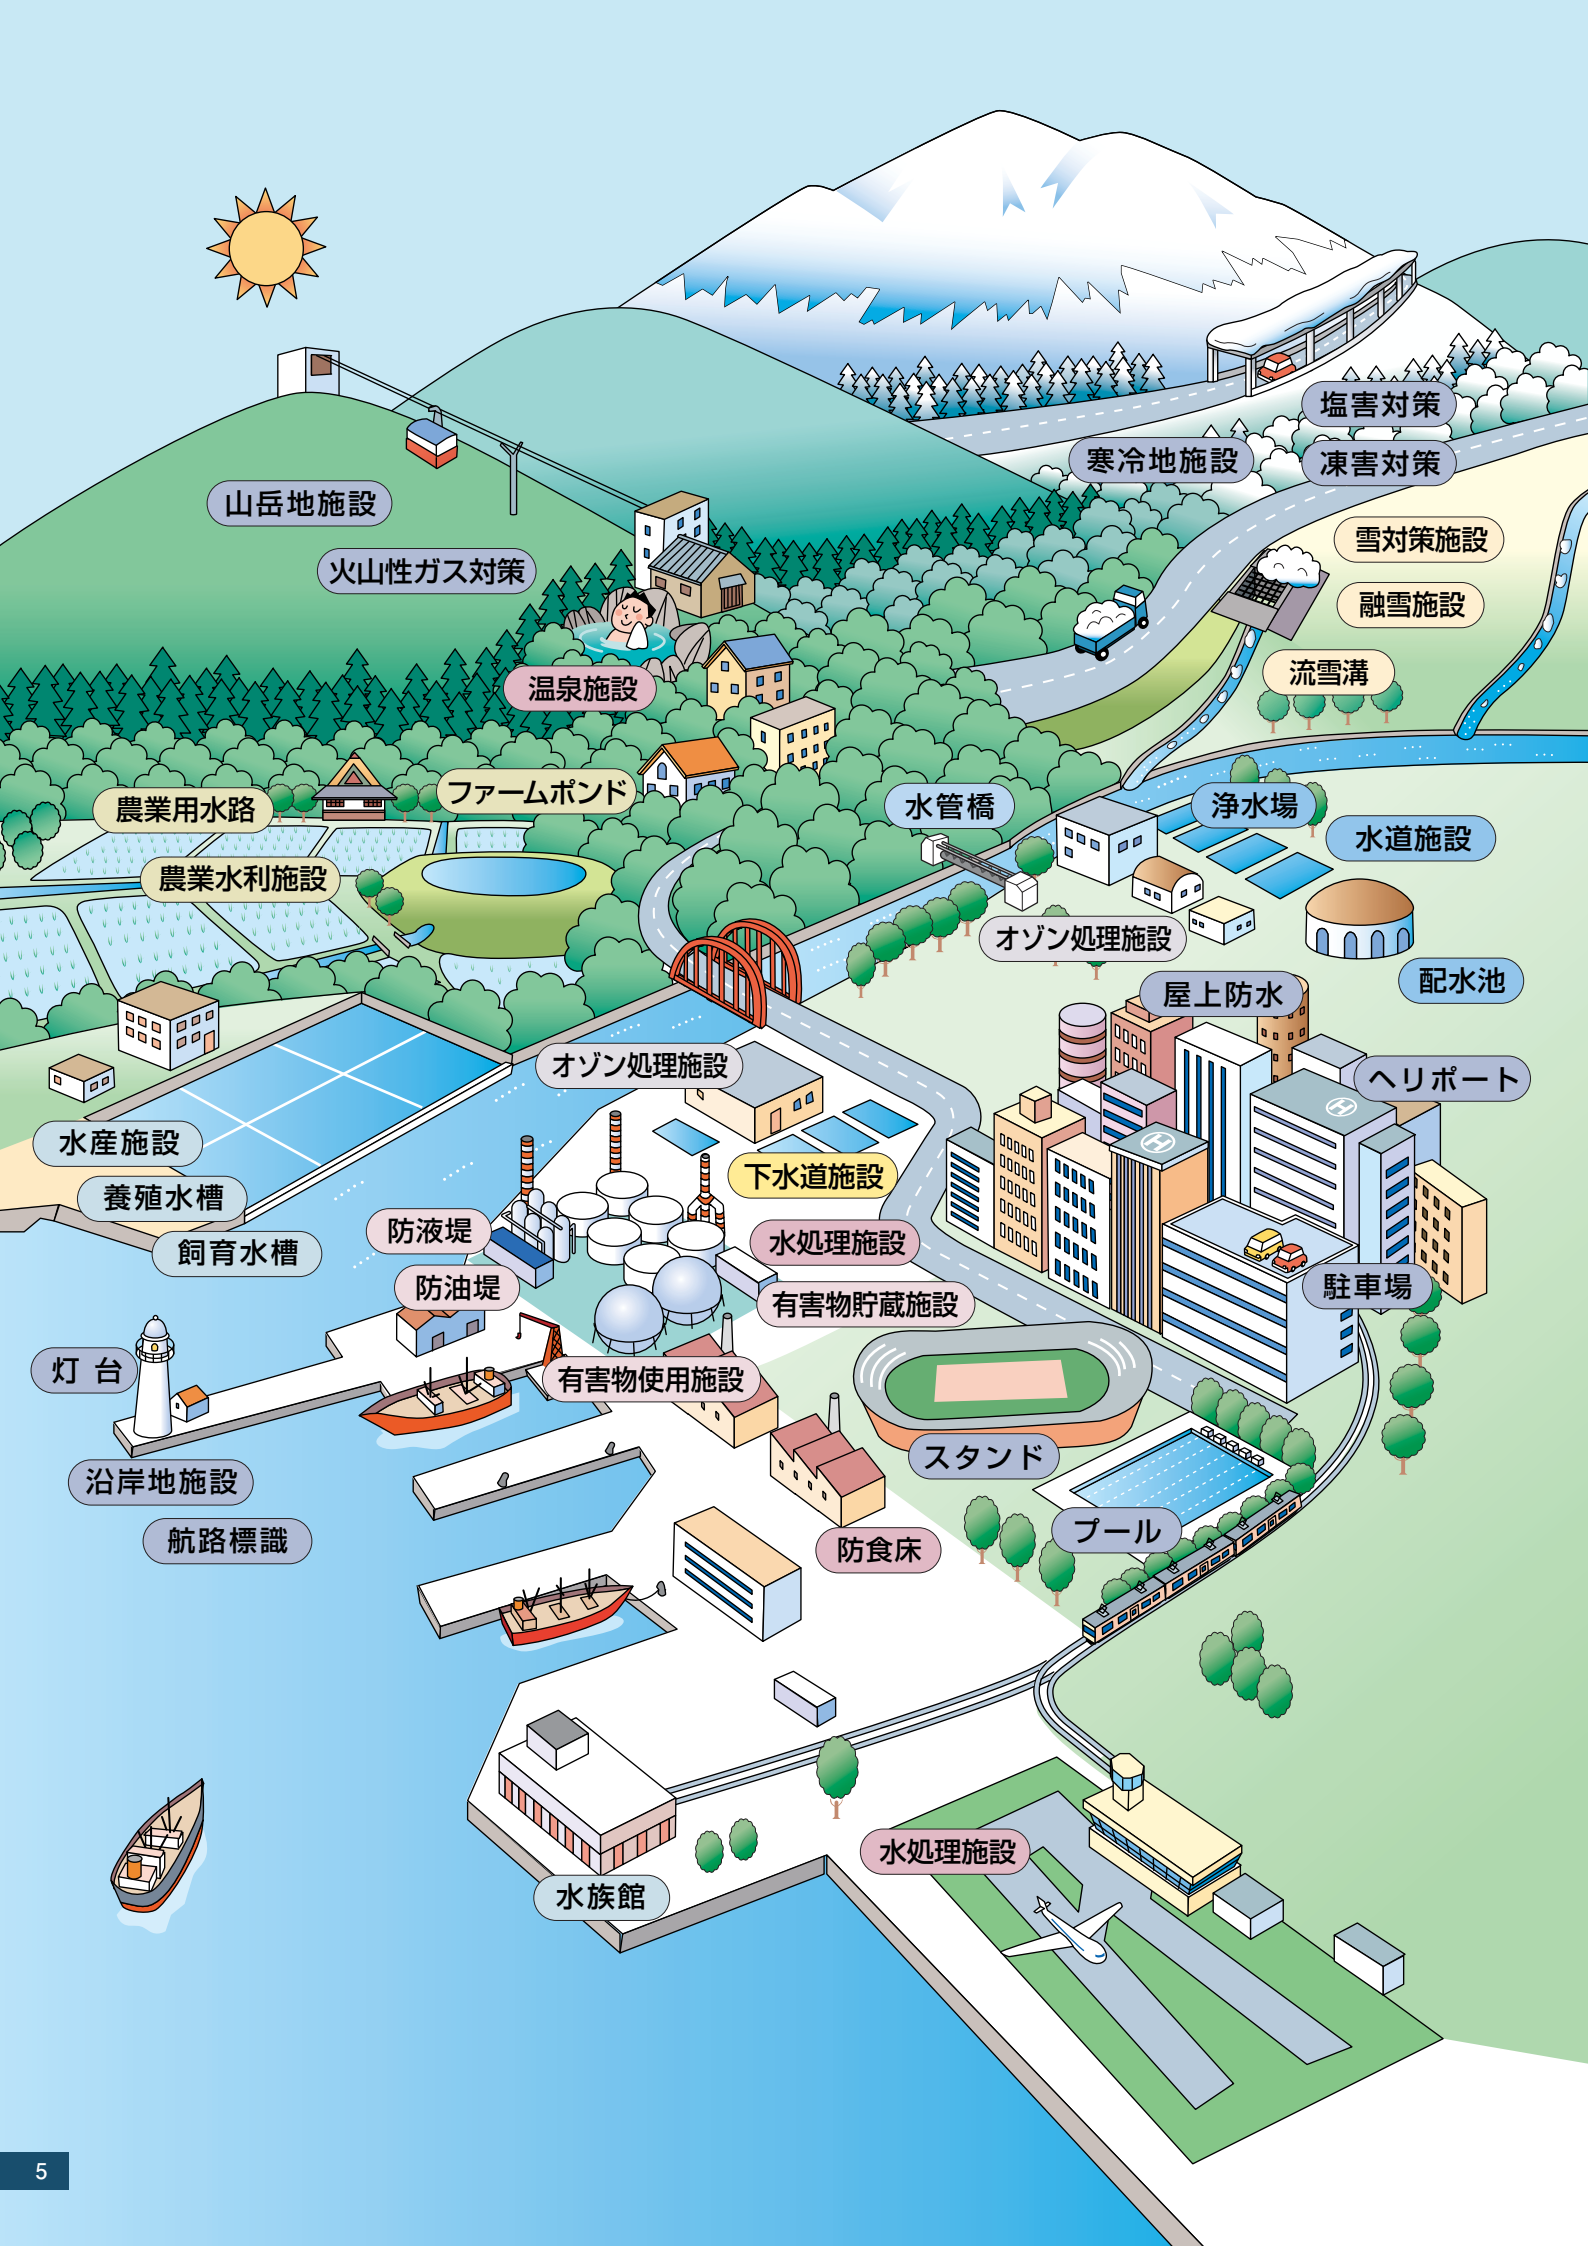 塩害対策
寒冷地施設
凍害対策
山岳地施設
雪対策施設
火山性ガス対策
融雪施設
流雪溝
温泉施設
ファームポンド
農業用水路
水管橋
浄水場
水道施設
農業水利施設
オゾン処理施設
配水池
屋上防水
オゾン処理施設
ヘリポート
H
H
水産施設
下水道施設
養殖水槽
防液堤
水処理施設
飼育水槽
防油堤
有害物貯蔵施設
駐車場
灯台
有害物使用施設
スタンド
沿岸地施設
航路標識
プール
防食床
水処理施設
水族館
5